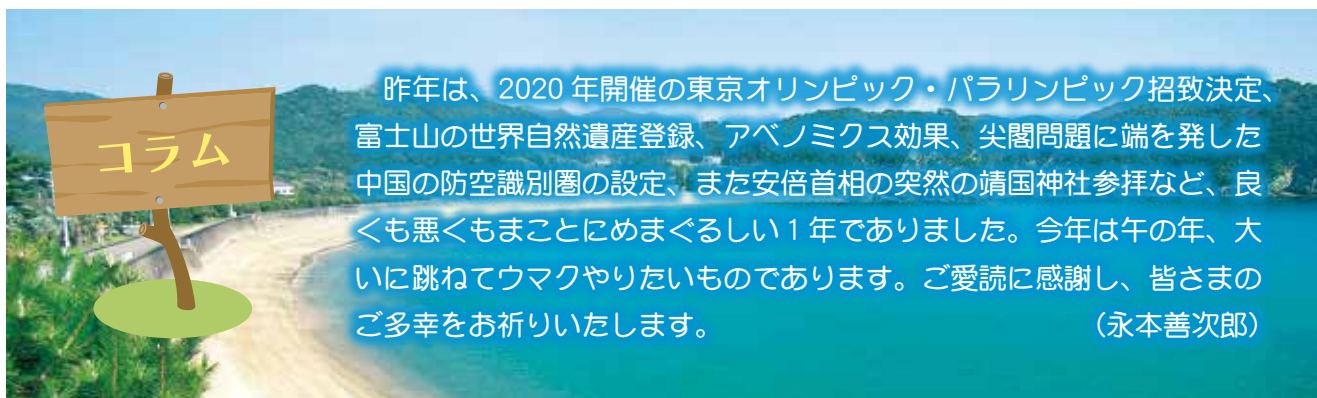 コラム
昨年は、2020年開催の東京オリンピック・パラリンピック招致決定、
富士山の世界自然遺産登録、アベノミクス効果、尖閣問題に端を発した
中国の防空識別圏の設定、また安倍首相の突然の靖国神社参拝など、良
くも悪くもまことにめまぐるしい1年でありました。今年は午の年、大
いに跳ねてウマクやりたいものであります。ご愛読に感謝し、皆さまの
ご多幸をお祈りいたします。 (永本善次郎)